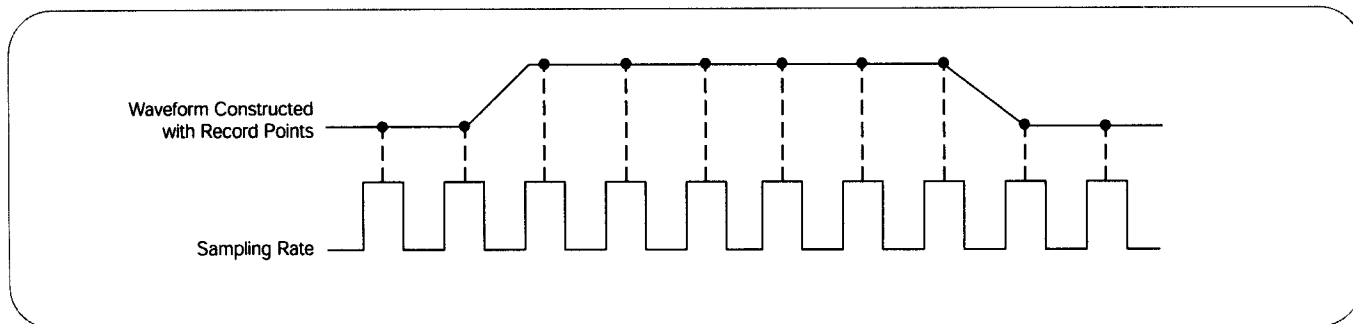 Waveform Constructed
with Record Points
Sampling Rate